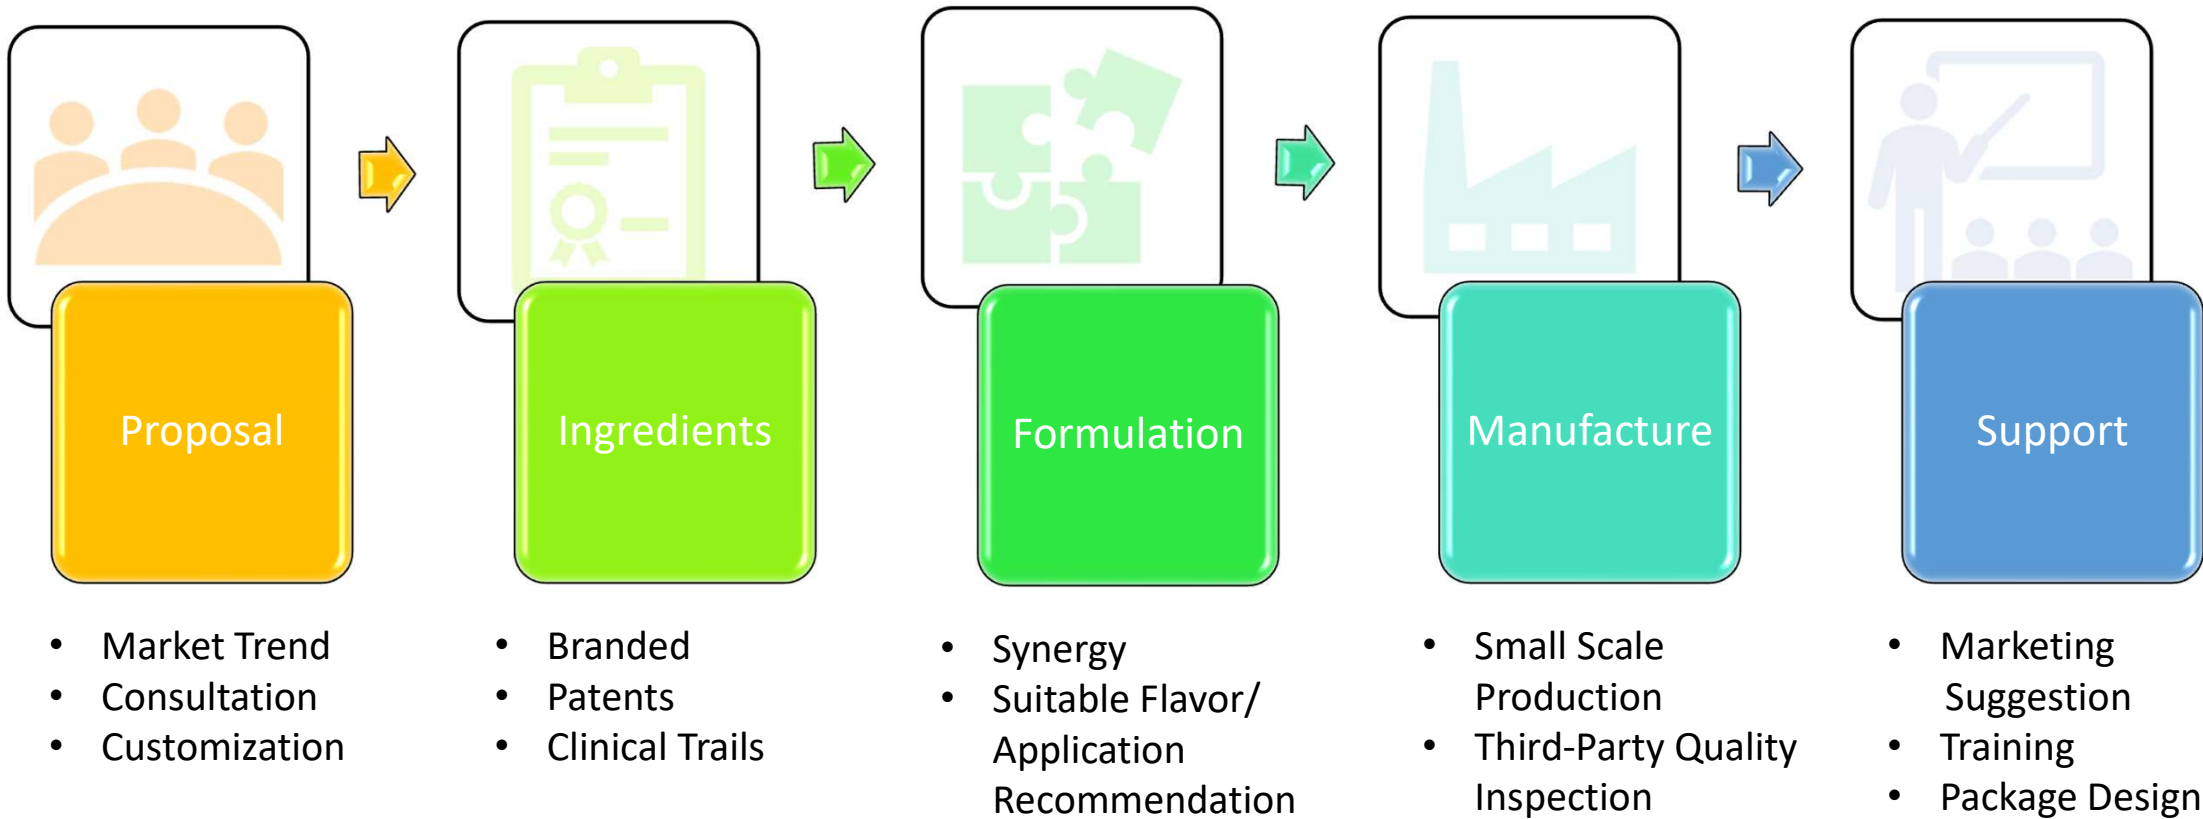 Proposal
Ingredients
Formulation
Manufacture
Support
• Market Trend
• Consultation
• Customization
• Branded
• Patents
• Clinical Trails
• Synergy
• Suitable Flavor/
Application
Recommendation
• Small Scale
Production
• Third-Party Quality
Inspection
• Marketing
Suggestion
• Training
• Package Design